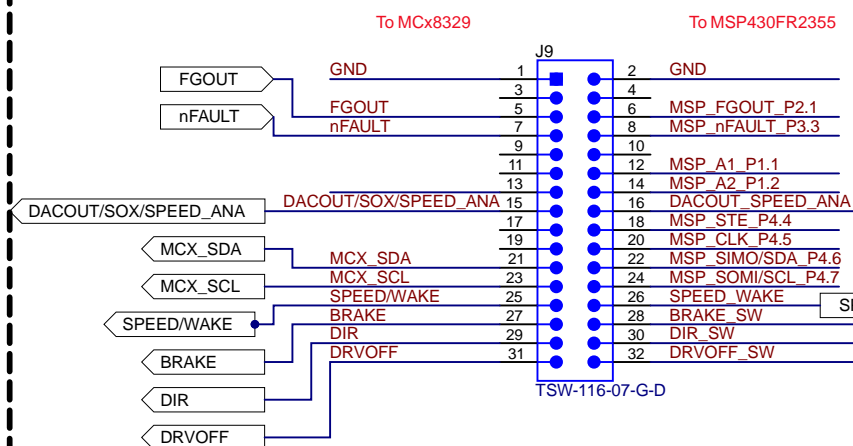 To MCx8329
To MSP430FR2355
J9
FGOUT
GND
1
2
GND
3
4
nFAULT
FGOUT
5
6
MSP_FGOUT_P2.1
nFAULT
7
8
MSP_nFAULT_P3.3
9
10
11
12
MSP_A1_P1.1
13
14
MSP_A2_P1.2
DACOUT/SOX/SPEED_ANA
DACOUT/SOX/SPEED_ANA
15
16
DACOUT_SPEED_ANA
17
18
MSP_STE_P4.4
MCX_SDA
19
20
MSP_CLK_P4.5
MCX_SDA
21
22
MSP_SIMO/SDA_P4.6
MCX_SCL
MCX_SCL
23
24
MSP_SOMI/SCL_P4.7
SPEED/WAKE
25
26
SPEED_WAKE
SPEED/WAKE
BRAKE
27
28
BRAKE_SW
DIR
29
30
DIR_SW
BRAKE
DRVOFF
31
32
DRVOFF_SW
TSW-116-07-G-D
DIR
DRVOFF